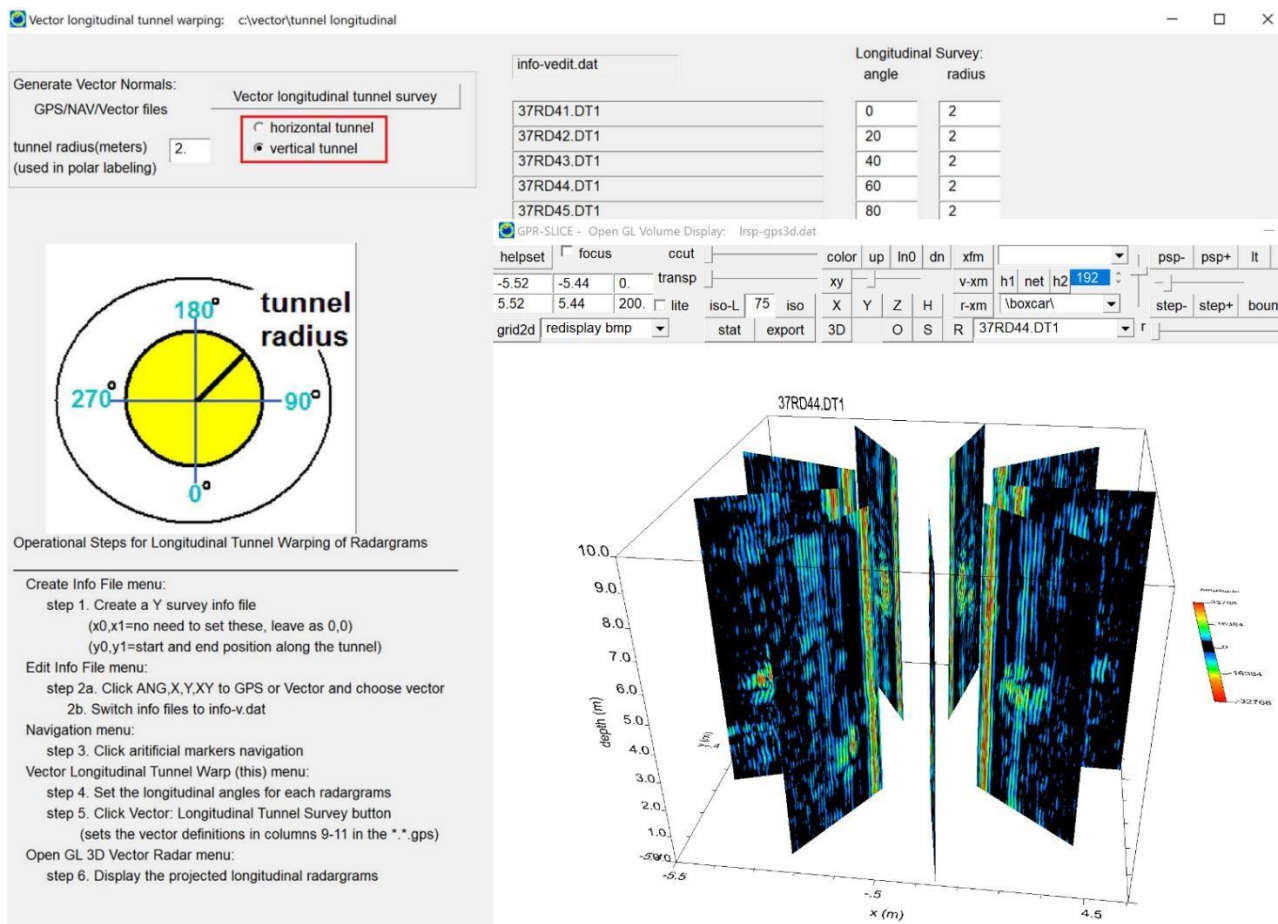 Vector longitudinal tunnel warping: c:\vector\tunnel longitudinal
Generate Vector Normals:
GPS/NAV/Vector files
Vector longitudinal tunnel survey
horizontal tunnel
vertical tunnel
tunnel radius(meters) 2.
(used in polar labeling)
info-vedit.dat
Longitudinal Survey:
angle radius
37RD41.DT1 0 2
37RD42.DT1 20 2
37RD43.DT1 40 2
37RD44.DT1 60 2
37RD45.DT1 80 2
tunnel
radius
180°
270°
90°
0°
Operational Steps for Longitudinal Tunnel Warping of Radargrams
Create Info File menu:
step 1. Create a Y survey info file
(x0,x1=no need to set these, leave as 0,0)
(y0,y1=start and end position along the tunnel)
Edit Info File menu:
step 2a. Click ANG,X,Y,XY to GPS or Vector and choose vector
2b. Switch info files to info-v.dat
Navigation menu:
step 3. Click aritificial markers navigation
Vector Longitudinal Tunnel Warp (this) menu:
step 4. Set the longitudinal angles for each radargrams
step 5. Click Vector: Longitudinal Tunnel Survey button
(sets the vector definitions in columns 9-11 in the *.*.gps)
Open GL 3D Vector Radar menu:
step 6. Display the projected longitudinal radargrams
GPR-SLICE - Open GL Volume Display: lrsp-gps3d.dat
helpset focus ccut color up ln0 dn xfm psp- psp+ lt
-5.52 -5.44 0. transp xy v-xm h1 net h2 192
5.52 5.44 200. lite iso-L 75 iso X Y Z H r-xm \boxcar\ step- step+ boun
grid2d redisplay bmp stat export 3D O S R 37RD44.DT1 r
37RD44.DT1
10.0
9.0
8.0
7.0
6.0
5.0
4.0
3.0
2.0
1.0
depth (m)
-5.5
-.5
4.5
x (m)
32766
16384
0
-16384
-32766